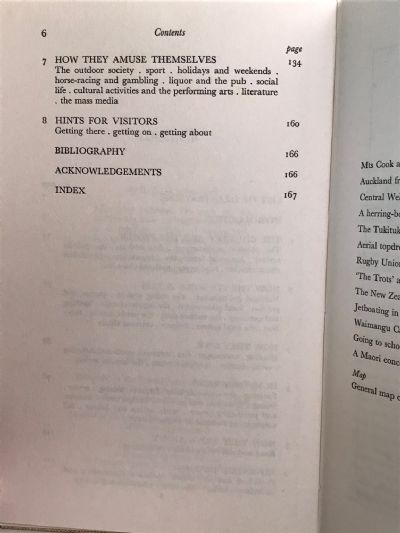 6 Contents
page
7 HOW THEY AMUSE THEMSELVES 134
The outdoor society . sport . holidays and weekends .
horse-racing and gambling . liquor and the pub . social
life . cultural activities and the performing arts . literature
. the mass media
8 HINTS FOR VISITORS 160
Getting there . getting on . getting about
BIBLIOGRAPHY 166
ACKNOWLEDGEMENTS 166
INDEX 167
Mts Cook a
Auckland fr
Central We
A herring-bo
The Tukituk
Aerial topdre
Rugby Union
'The Trots' a
The New Zea
Jetboating in
Waimangu Ca
Going to scho
A Maori conc
Map
General map o